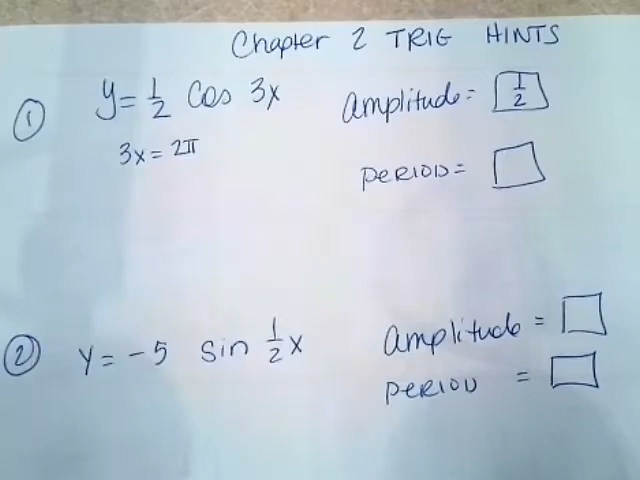 Chapter 2 TRIG HINTS
① y = 1/2 cos 3x amplitude = 1/2
3x = 2π
PERIOD =
② y = -5 sin 1/2 x amplitude =
PERIOD =